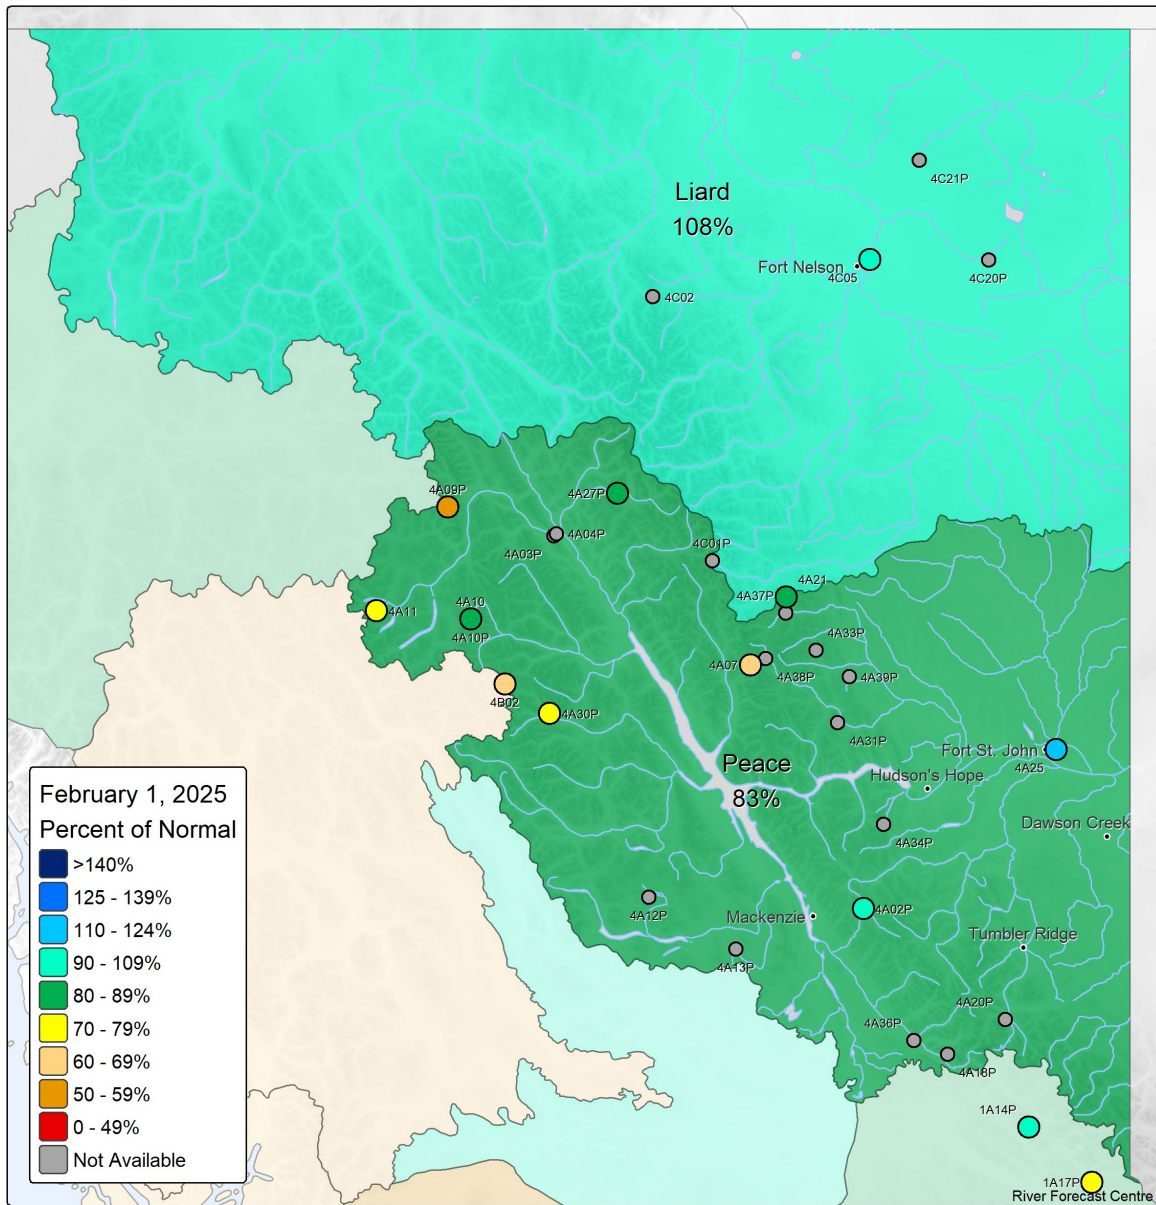 4C21P
Liard
108%
Fort Nelson
4C05
4C20P
4C02
4A09P
4A27P
4A04P
4A03P
4C01P
4A21
4A37P
4A11
4A10
4A10P
4A33P
4A07
4A38P
4A39P
4B02
4A30P
4A31P
Fort St. John
4A25
Peace
83%
Hudson's Hope
Dawson Creek
4A34P
4A12P
Mackenzie
4A02P
Tumbler Ridge
4A13P
4A20P
4A36P
4A18P
1A14P
1A17P
River Forecast Centre
February 1, 2025
Percent of Normal
>140%
125 - 139%
110 - 124%
90 - 109%
80 - 89%
70 - 79%
60 - 69%
50 - 59%
0 - 49%
Not Available